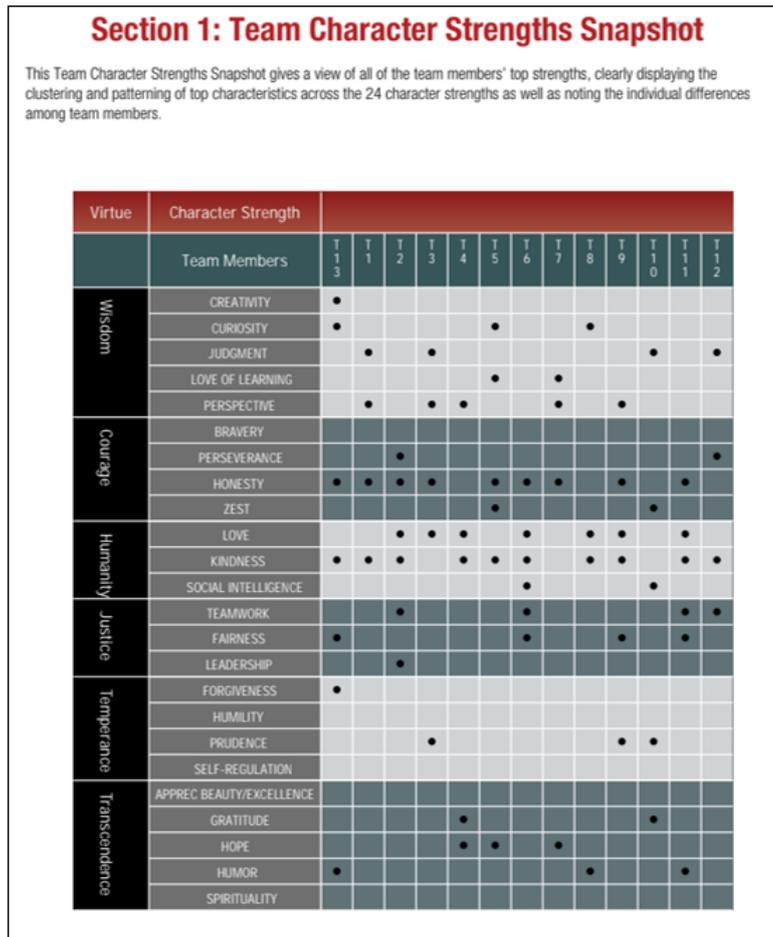 Section 1: Team Character Strengths Snapshot
This Team Character Strengths Snapshot gives a view of all of the team members' top strengths, clearly displaying the
clustering and patterning of top characteristics across the 24 character strengths as well as noting the individual differences
among team members.
Virtue Character Strength
Team Members T13 T1 T2 T3 T4 T5 T6 T7 T8 T9 T10 T11 T12
Wisdom
CREATIVITY
CURIOSITY
JUDGMENT
LOVE OF LEARNING
PERSPECTIVE
Courage
BRAVERY
PERSEVERANCE
HONESTY
ZEST
Humanity
LOVE
KINDNESS
SOCIAL INTELLIGENCE
Justice
TEAMWORK
FAIRNESS
LEADERSHIP
Temperance
FORGIVENESS
HUMILITY
PRUDENCE
SELF-REGULATION
Transcendence
APPREC BEAUTY/EXCELLENCE
GRATITUDE
HOPE
HUMOR
SPIRITUALITY